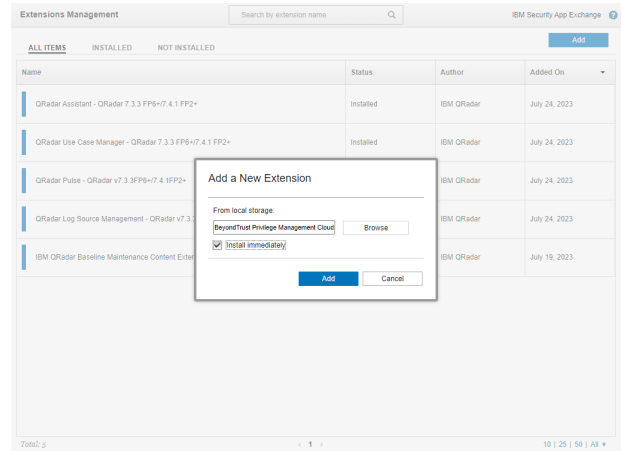 Extensions Management
Search by extension name
IBM Security App Exchange
?
ALL ITEMS INSTALLED NOT INSTALLED
Add
Name Status Author Added On
QRadar Assistant - QRadar 7.3.3 FP6+/7.4.1 FP2+ Installed IBM QRadar July 24, 2023
QRadar Use Case Manager - QRadar 7.3.3 FP6+/7.4.1 FP2+ Installed IBM QRadar July 24, 2023
QRadar Pulse - QRadar v7.3.3FP6+/7.4.1FP2+ IBM QRadar July 24, 2023
QRadar Log Source Management - QRadar v7.3. IBM QRadar July 24, 2023
IBM QRadar Baseline Maintenance Content Exten IBM QRadar July 19, 2023
Add a New Extension
From local storage:
BeyondTrust Privilege Management Cloud Browse
Install immediately
Add Cancel
Total: 5 < 1 > 10 | 25 | 50 | All